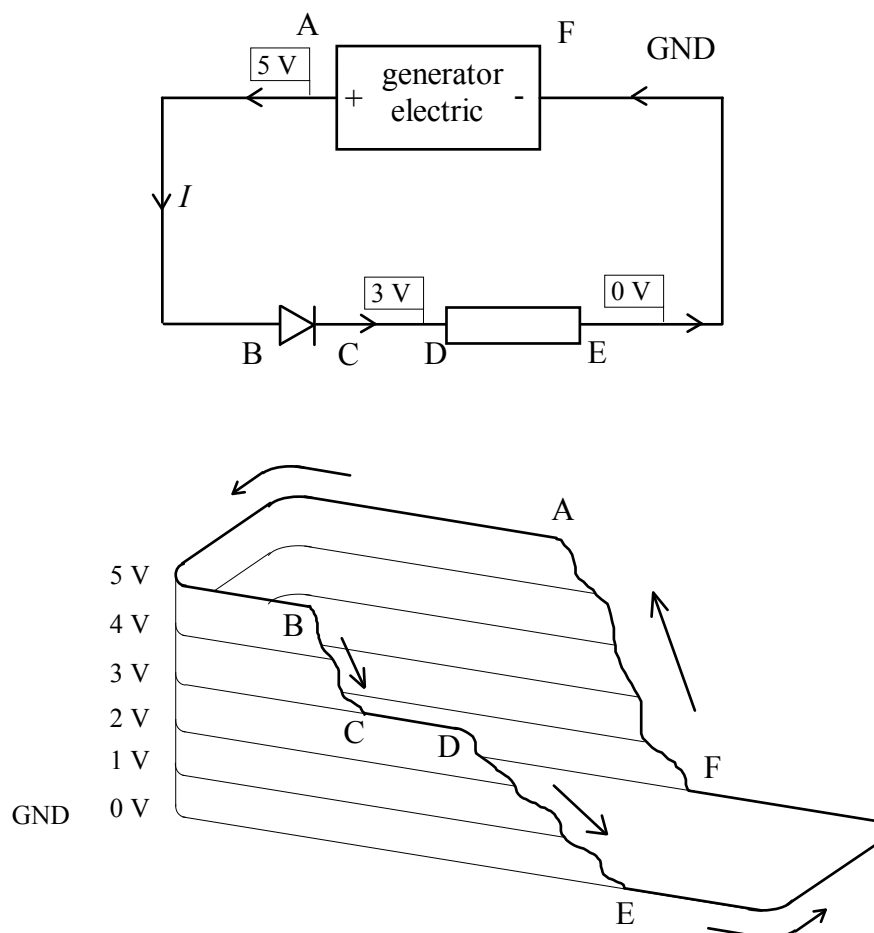 A
F
GND
5 V
generator
electric
+ -
I
3 V
0 V
B
C
D
E
A
5 V
B
4 V
3 V
C
D
2 V
F
1 V
GND
0 V
E